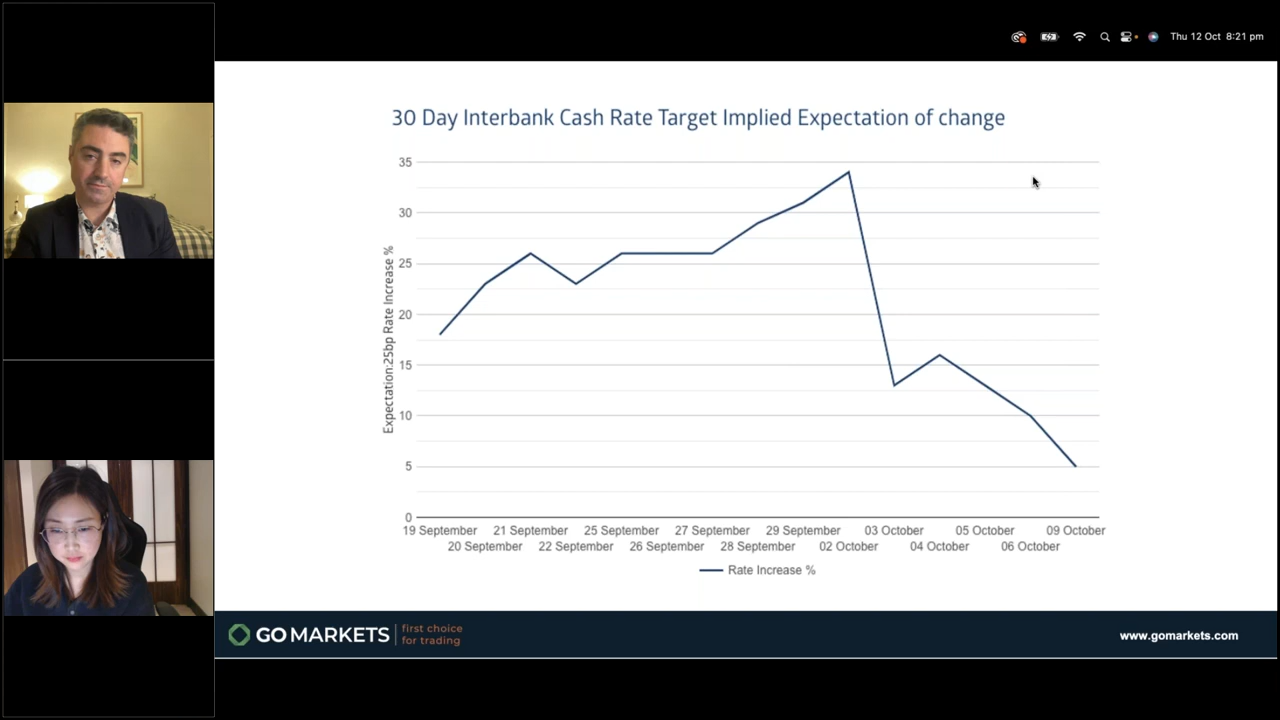 Thu 12 Oct 8:21 pm
30 Day Interbank Cash Rate Target Implied Expectation of change
Expectation:25bp Rate Increase %
35
30
25
20
15
10
5
0
19 September 21 September 25 September 27 September 29 September 03 October 05 October 09 October
20 September 22 September 26 September 28 September 02 October 04 October 06 October
Rate Increase %
GO MARKETS
first choice
for trading
www.gomarkets.com